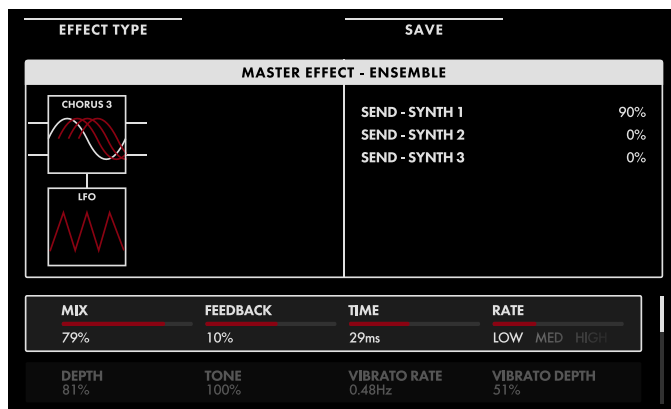 EFFECT TYPE SAVE
MASTER EFFECT - ENSEMBLE
CHORUS 3
SEND - SYNTH 1 90%
SEND - SYNTH 2 0%
SEND - SYNTH 3 0%
LFO
MIX FEEDBACK TIME RATE
79% 10% 29ms LOW MED HIGH
DEPTH TONE VIBRATO RATE VIBRATO DEPTH
81% 100% 0.48Hz 51%